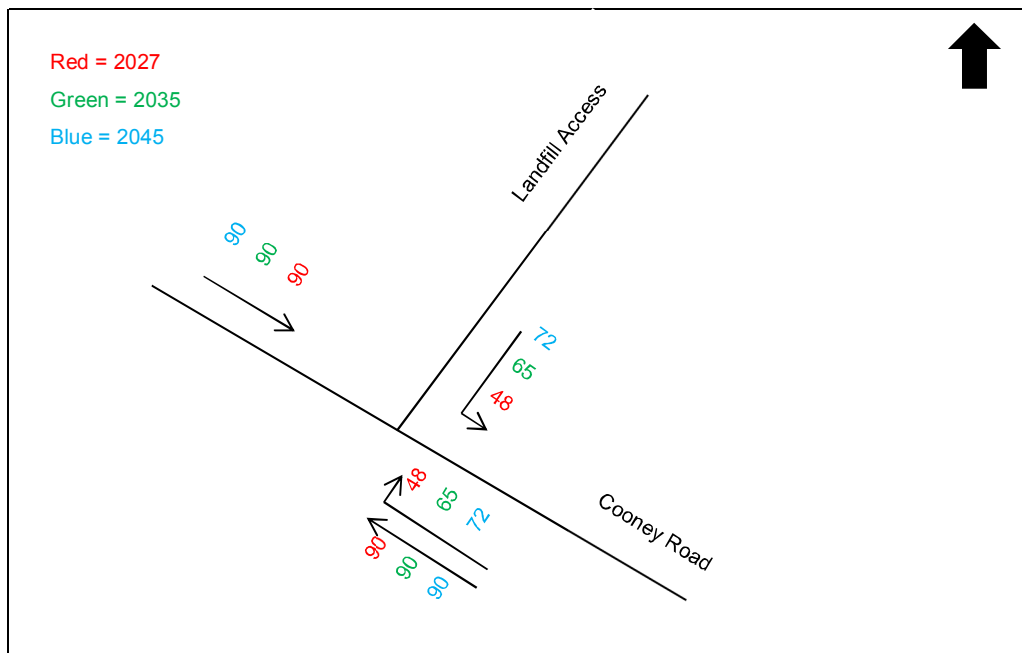 Red = 2027
Green = 2035
Blue = 2045
Landfill Access
90
90
90
72
65
48
48
65
72
Cooney Road
90
90
90